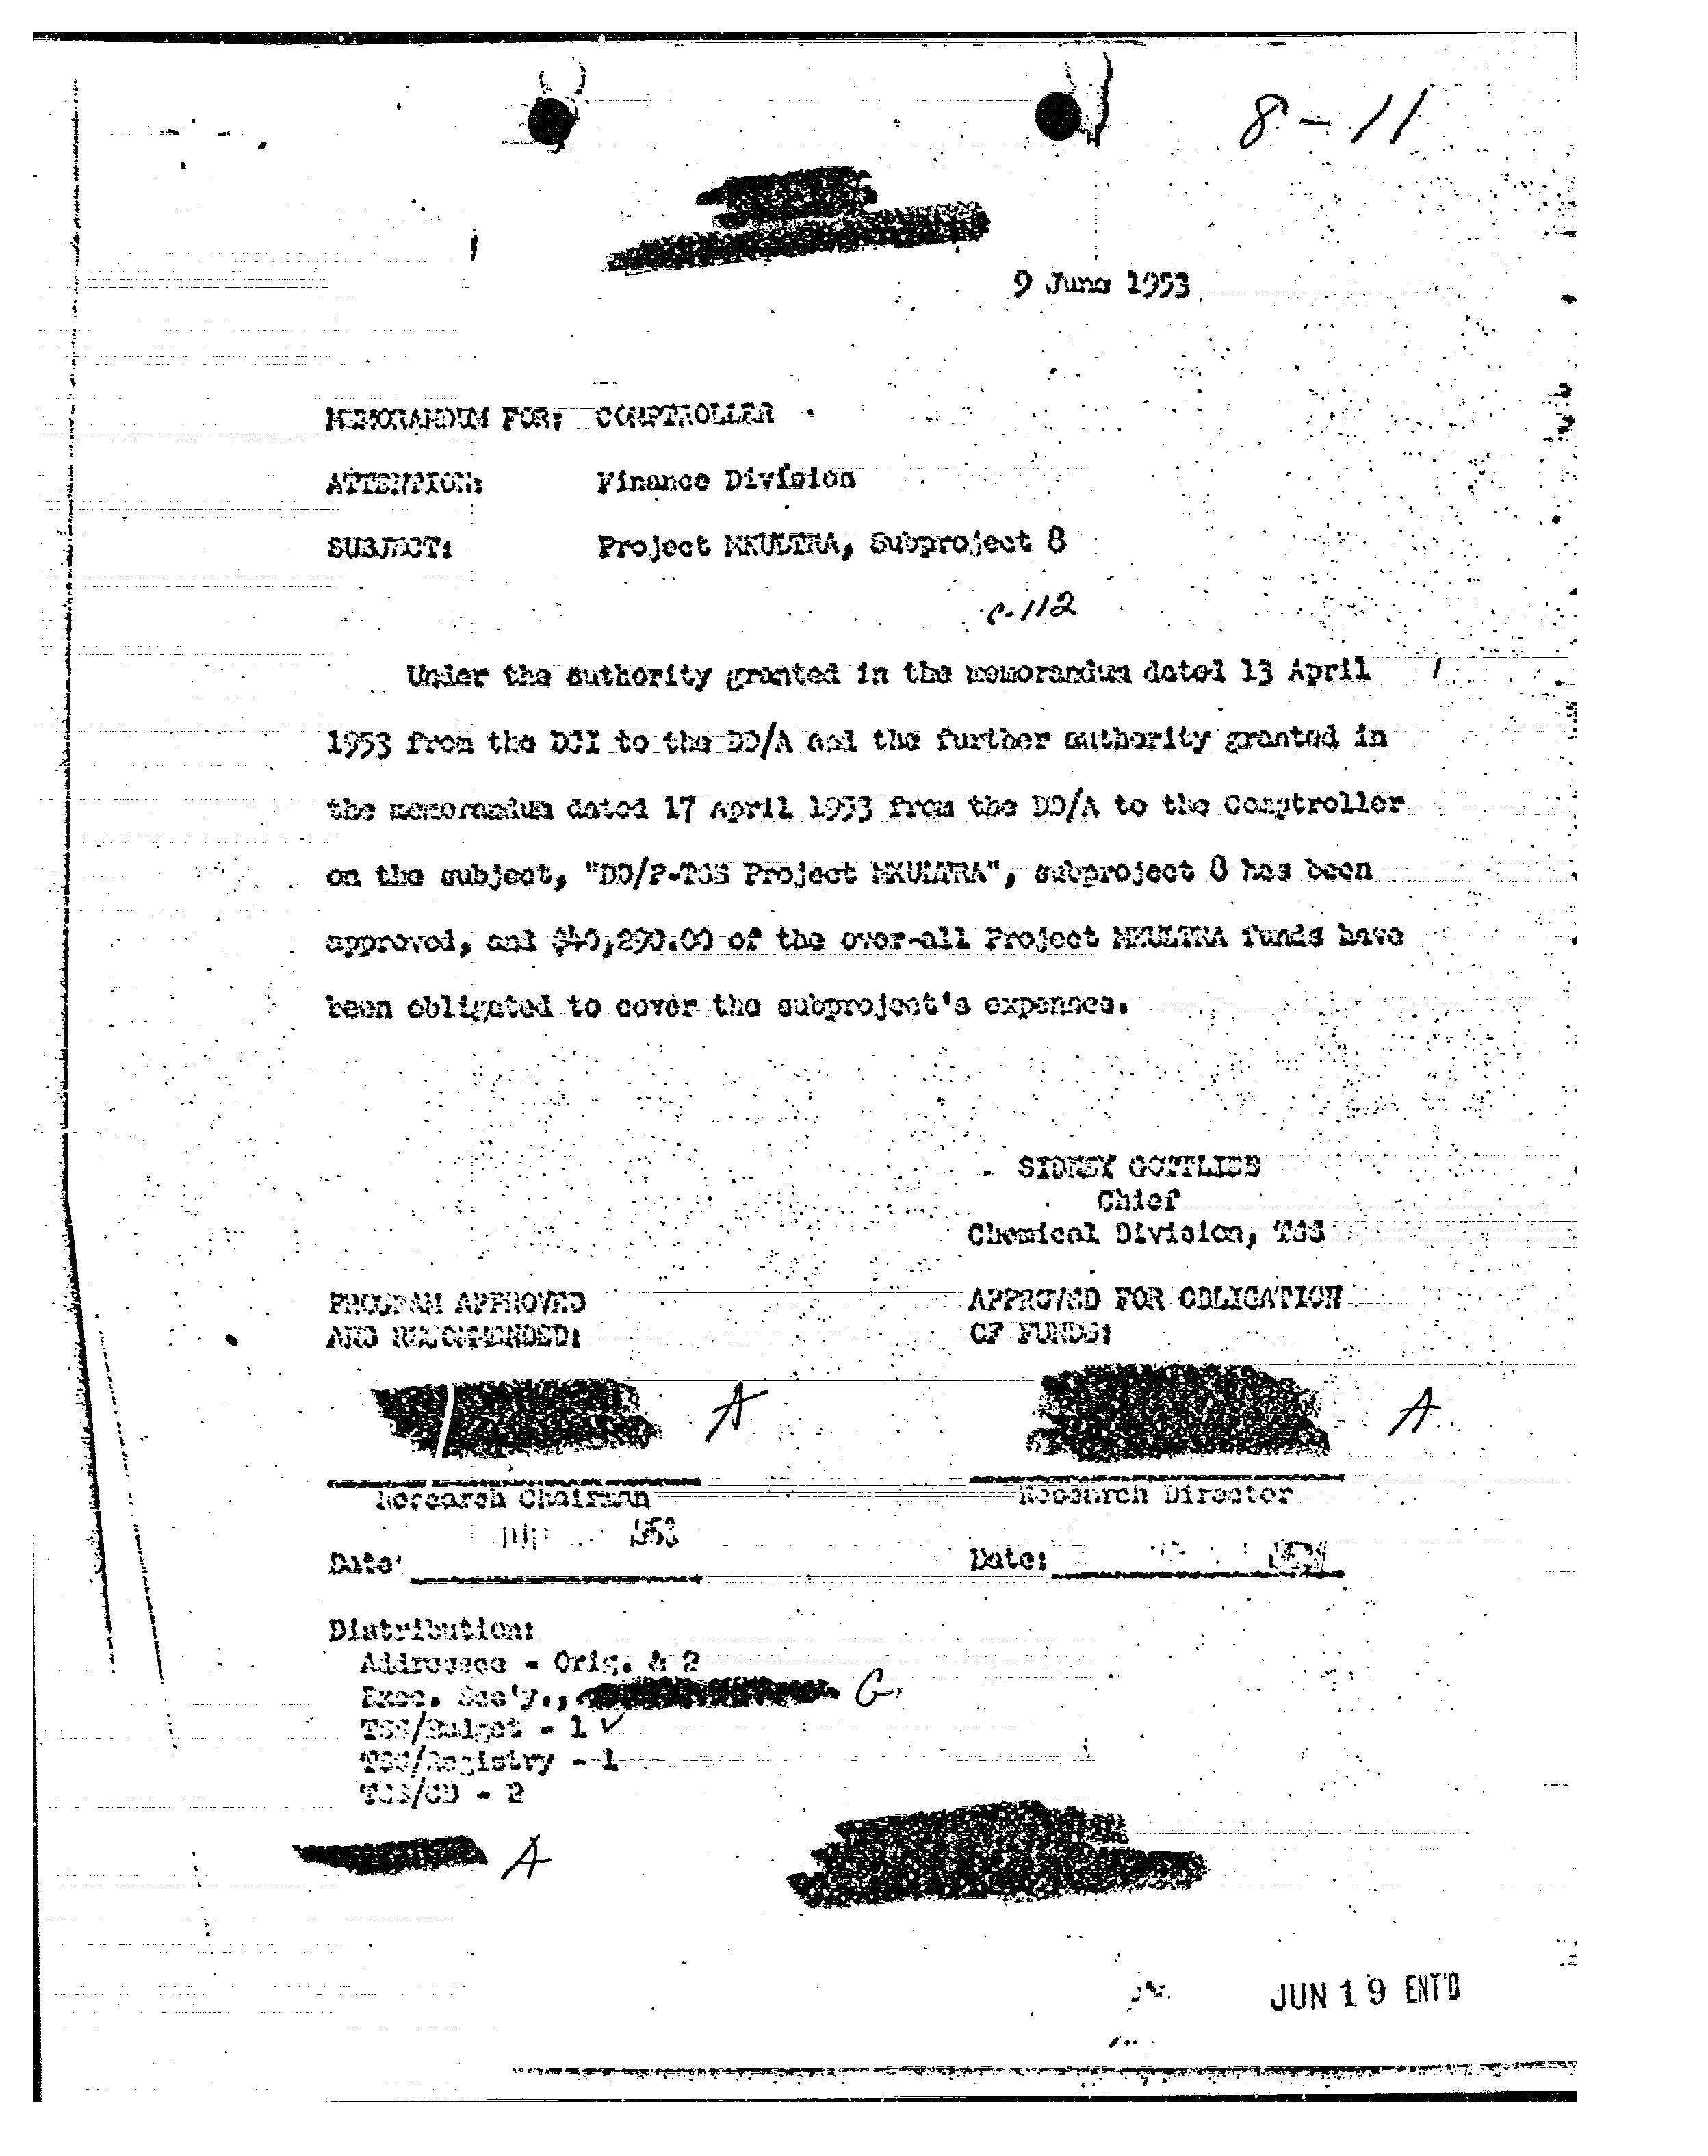 8-11
9 June 1953
MEMORANDUM FOR: COMPTROLLER
ATTENTION: Finance Division
SUBJECT: Project MKULTRA, Subproject 8
C-112
Under the authority granted in the memorandum dated 13 April
1953 from the DCI to the DD/A and the further authority granted in
the memorandum dated 17 April 1953 from the DD/A to the Comptroller
on the subject, "DD/P-TSS Project MKULTRA", subproject 8 has been
approved, and $40,290.00 of the over-all Project MKULTRA funds have
been obligated to cover the subproject's expenses.
SIDNEY GOTTLIEB
Chief
Chemical Division, TSS
PROGRAM APPROVED
AND RECOMMENDED:
APPROVED FOR OBLIGATION
OF FUNDS:
A
A
Research Chairman
Research Director
1953
Date:
Date:
Distribution:
Addressee - Orig. & 2
Exec. Sec'y., C
TSS/Budget - 1 ✓
TSS/Registry - 1
TSS/CD - 2
A
JUN 19 ENT'D